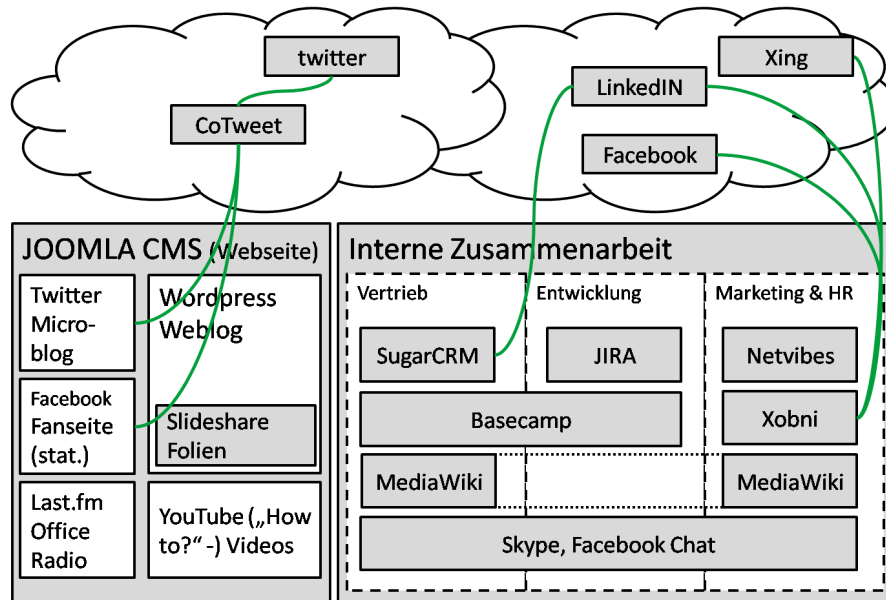 twitter
CoTweet
Xing
LinkedIN
Facebook
JOOMLA CMS (Webseite)
Twitter
Micro-
blog
Wordpress
Weblog
Facebook
Fanseite
(stat.)
Slideshare
Folien
Last.fm
Office
Radio
YouTube („How
to?“ -) Videos
Interne Zusammenarbeit
Vertrieb
Entwicklung
Marketing & HR
SugarCRM
JIRA
Netvibes
Basecamp
Xobni
MediaWiki
MediaWiki
Skype, Facebook Chat